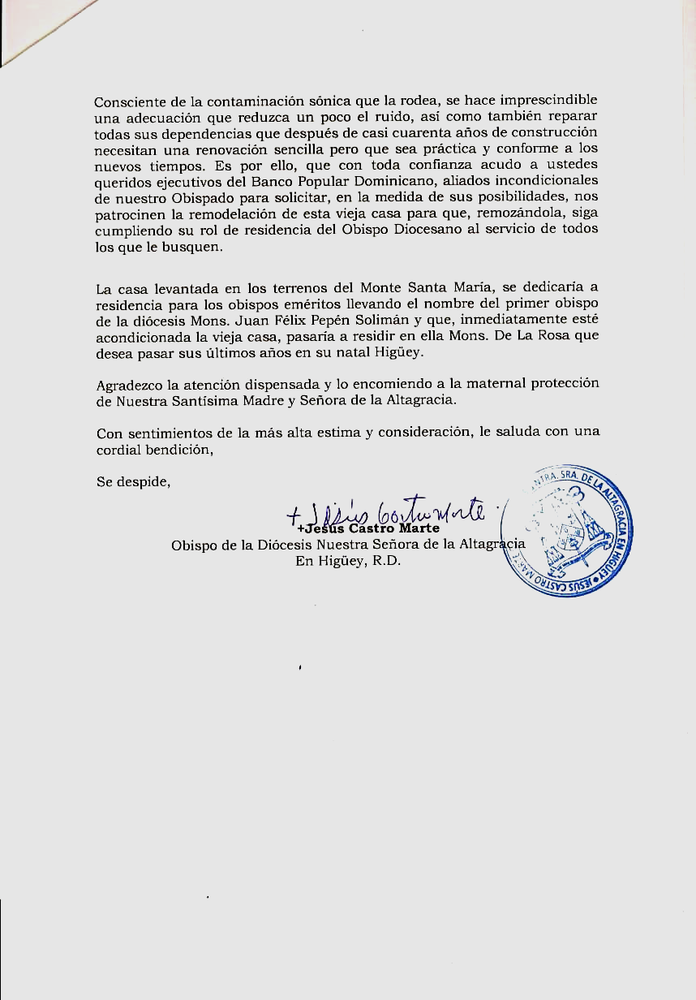 Consciente de la contaminación sónica que la rodea, se hace imprescindible
una adecuación que reduzca un poco el ruido, así como también reparar
todas sus dependencias que después de casi cuarenta años de construcción
necesitan una renovación sencilla pero que sea práctica y conforme a los
nuevos tiempos. Es por ello, que con toda confianza acudo a ustedes
queridos ejecutivos del Banco Popular Dominicano, aliados incondicionales
de nuestro Obispado para solicitar, en la medida de sus posibilidades, nos
patrocinen la remodelación de esta vieja casa para que, remozándola, siga
cumpliendo su rol de residencia del Obispo Diocesano al servicio de todos
los que le busquen.
La casa levantada en los terrenos del Monte Santa María, se dedicaría a
residencia para los obispos eméritos llevando el nombre del primer obispo
de la diócesis Mons. Juan Félix Pepén Solimán y que, inmediatamente esté
acondicionada la vieja casa, pasaría a residir en ella Mons. De La Rosa que
desea pasar sus últimos años en su natal Higüey.
Agradezco la atención dispensada y lo encomiendo a la maternal protección
de Nuestra Santísima Madre y Señora de la Altagracia.
Con sentimientos de la más alta estima y consideración, le saluda con una
cordial bendición,
Se despide,
+ Jesús Castro Marte
+Jesús Castro Marte
Obispo de la Diócesis Nuestra Señora de la Altagracia
En Higüey, R.D.
NTRA. SRA. DE LA ALTAGRACIA EN HIGÜEY • JESÚS CASTRO MARTE